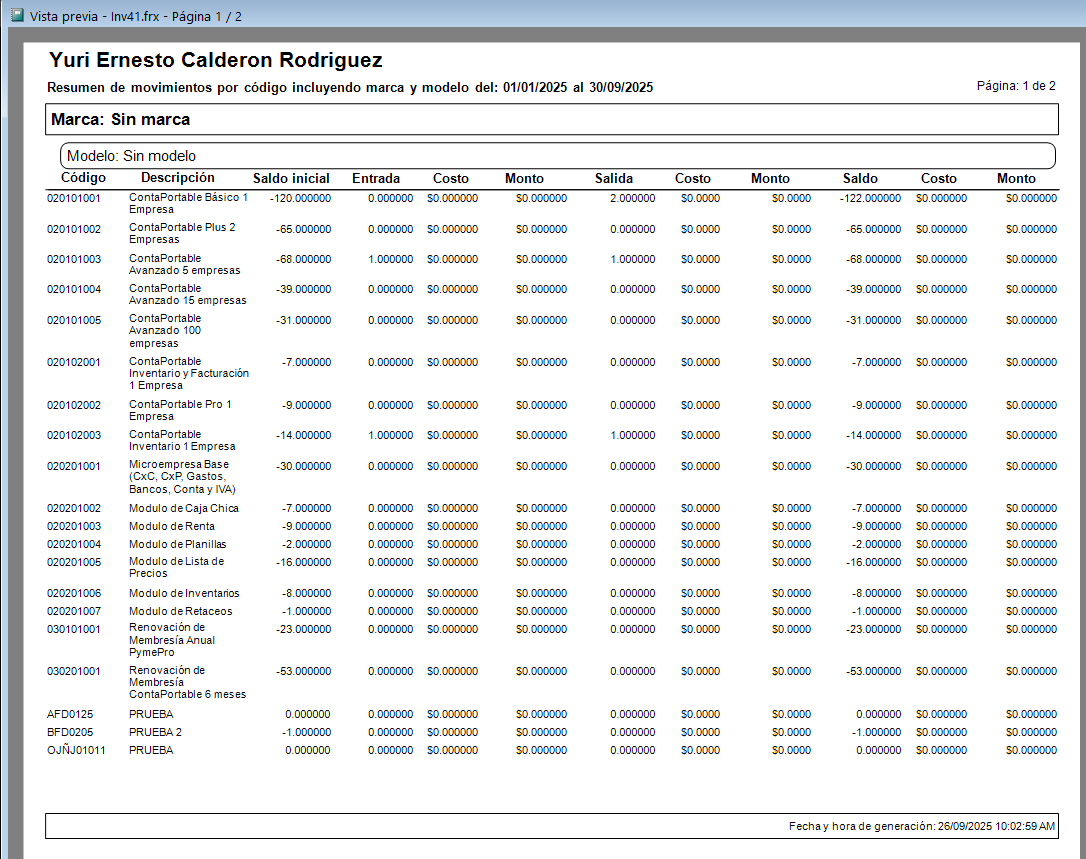 Vista previa - Inv41.frx - Página 1 / 2
Yuri Ernesto Calderon Rodriguez
Resumen de movimientos por código incluyendo marca y modelo del: 01/01/2025 al 30/09/2025
Página: 1 de 2
Marca: Sin marca
Modelo: Sin modelo
Código Descripción Saldo inicial Entrada Costo Monto Salida Costo Monto Saldo Costo Monto
020101001 ContaPortable Básico 1 -120.000000 0.000000 $0.000000 $0.000000 2.000000 $0.0000 $0.0000 -122.000000 $0.000000 $0.000000
Empresa
020101002 ContaPortable Plus 2 -65.000000 0.000000 $0.000000 $0.000000 0.000000 $0.0000 $0.0000 -65.000000 $0.000000 $0.000000
Empresas
020101003 ContaPortable -68.000000 1.000000 $0.000000 $0.000000 1.000000 $0.0000 $0.0000 -68.000000 $0.000000 $0.000000
Avanzado 5 empresas
020101004 ContaPortable -39.000000 0.000000 $0.000000 $0.000000 0.000000 $0.0000 $0.0000 -39.000000 $0.000000 $0.000000
Avanzado 15 empresas
020101005 ContaPortable -31.000000 0.000000 $0.000000 $0.000000 0.000000 $0.0000 $0.0000 -31.000000 $0.000000 $0.000000
Avanzado 100
empresas
020102001 ContaPortable -7.000000 0.000000 $0.000000 $0.000000 0.000000 $0.0000 $0.0000 -7.000000 $0.000000 $0.000000
Inventario y Facturación
1 Empresa
020102002 ContaPortable Pro 1 -9.000000 0.000000 $0.000000 $0.000000 0.000000 $0.0000 $0.0000 -9.000000 $0.000000 $0.000000
Empresa
020102003 ContaPortable -14.000000 1.000000 $0.000000 $0.000000 1.000000 $0.0000 $0.0000 -14.000000 $0.000000 $0.000000
Inventario 1 Empresa
020201001 Microempresa Base -30.000000 0.000000 $0.000000 $0.000000 0.000000 $0.0000 $0.0000 -30.000000 $0.000000 $0.000000
(CxC, CxP, Gastos,
Bancos, Conta y IVA)
020201002 Modulo de Caja Chica -7.000000 0.000000 $0.000000 $0.000000 0.000000 $0.0000 $0.0000 -7.000000 $0.000000 $0.000000
020201003 Modulo de Renta -9.000000 0.000000 $0.000000 $0.000000 0.000000 $0.0000 $0.0000 -9.000000 $0.000000 $0.000000
020201004 Modulo de Planillas -2.000000 0.000000 $0.000000 $0.000000 0.000000 $0.0000 $0.0000 -2.000000 $0.000000 $0.000000
020201005 Modulo de Lista de -16.000000 0.000000 $0.000000 $0.000000 0.000000 $0.0000 $0.0000 -16.000000 $0.000000 $0.000000
Precios
020201006 Modulo de Inventarios -8.000000 0.000000 $0.000000 $0.000000 0.000000 $0.0000 $0.0000 -8.000000 $0.000000 $0.000000
020201007 Modulo de Retaceos -1.000000 0.000000 $0.000000 $0.000000 0.000000 $0.0000 $0.0000 -1.000000 $0.000000 $0.000000
030101001 Renovación de -23.000000 0.000000 $0.000000 $0.000000 0.000000 $0.0000 $0.0000 -23.000000 $0.000000 $0.000000
Membresía Anual
PymePro
030201001 Renovación de -53.000000 0.000000 $0.000000 $0.000000 0.000000 $0.0000 $0.0000 -53.000000 $0.000000 $0.000000
Membresía
ContaPortable 6 meses
AFD0125 PRUEBA 0.000000 0.000000 $0.000000 $0.000000 0.000000 $0.0000 $0.0000 0.000000 $0.000000 $0.000000
BFD0205 PRUEBA 2 -1.000000 0.000000 $0.000000 $0.000000 0.000000 $0.0000 $0.0000 -1.000000 $0.000000 $0.000000
OJÑJ01011 PRUEBA 0.000000 0.000000 $0.000000 $0.000000 0.000000 $0.0000 $0.0000 0.000000 $0.000000 $0.000000
Fecha y hora de generación: 26/09/2025 10:02:59 AM